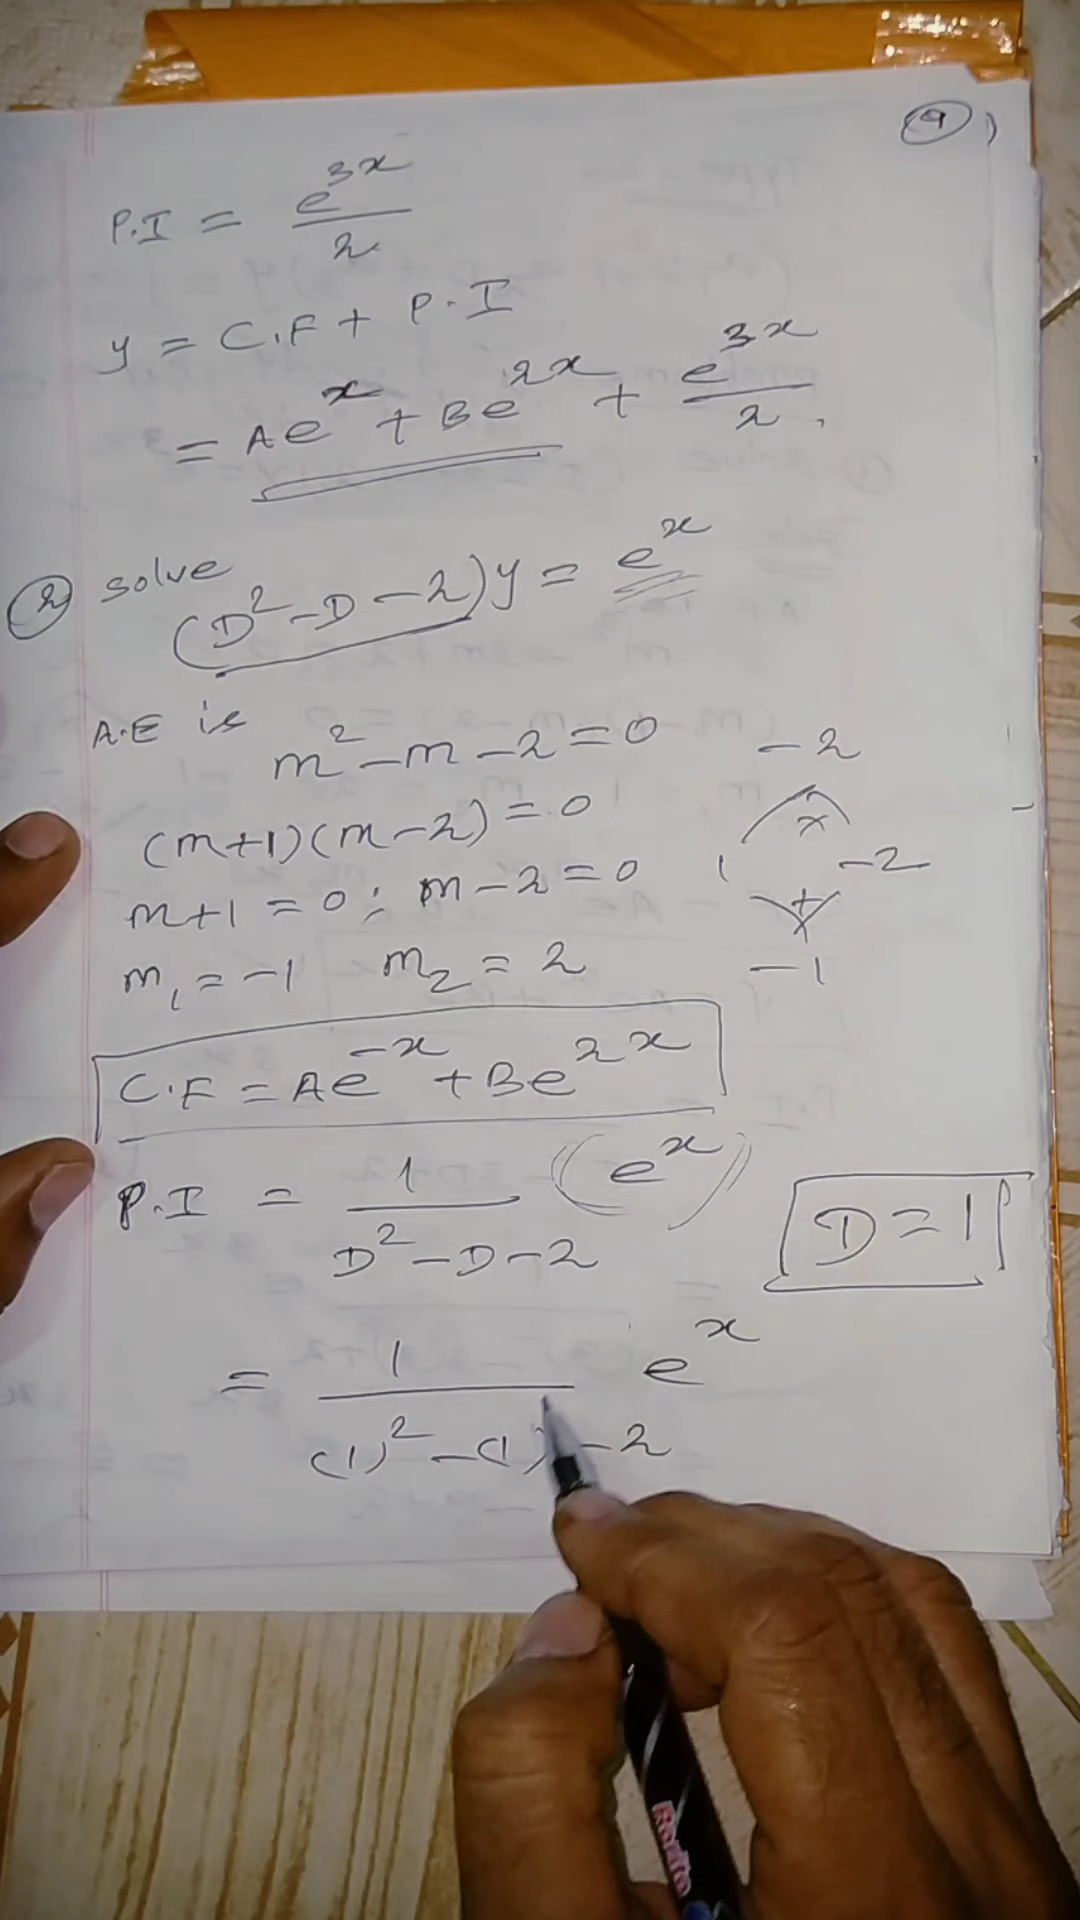 (9)
P.I = e^{3x}/2
y = C.F + P.I
= Ae^{x} + Be^{2x} + e^{3x}/2.
(2) solve
(D^2 - D - 2)y = e^x
A.E is
m^2 - m - 2 = 0
-2
(m+1)(m-2) = 0
x
m+1 = 0 ; m-2 = 0
1 -2
+
m_1 = -1 m_2 = 2
-1
C.F = Ae^{-x} + Be^{2x}
P.I = 1/(D^2 - D - 2) (e^x)
D = 1
= 1/((1)^2 - (1) - 2) e^x